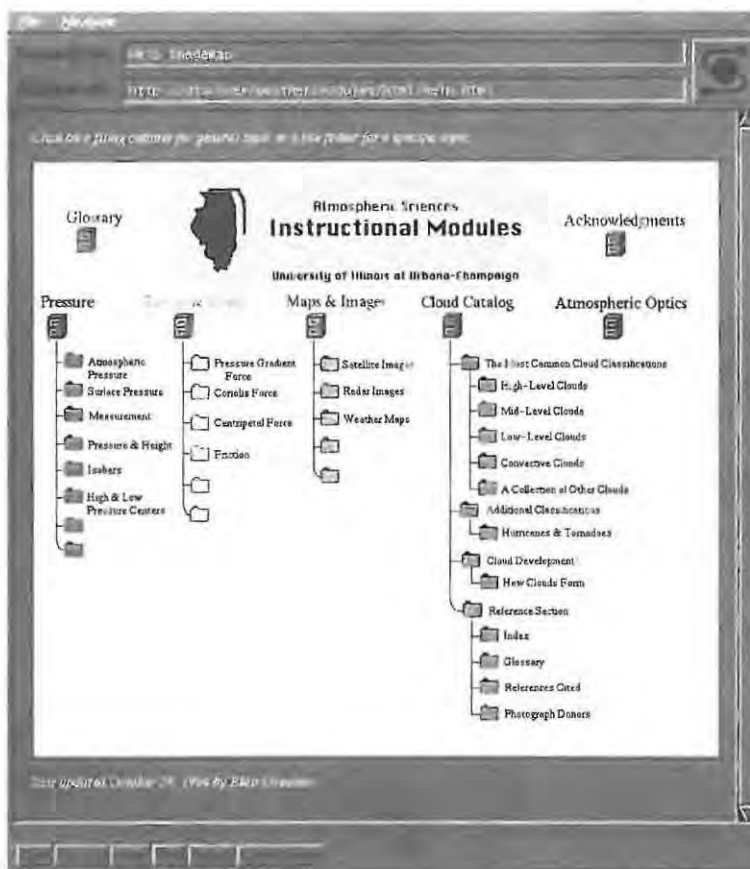 Glossary
Atmospheric Sciences
Instructional Modules
University of Illinois at Urbana-Champaign
Acknowledgments
Pressure
Maps & Images
Cloud Catalog
Atmospheric Optics
Atmospheric
Pressure
Surface Pressure
Measurement
Pressure & Height
Isobars
High & Low
Pressure Centers
Pressure Gradient
Force
Coriolis Force
Centripetal Force
Friction
Satellite Images
Radar Images
Weather Maps
The Most Common Cloud Classifications
High-Level Clouds
Mid-Level Clouds
Low-Level Clouds
Convective Clouds
A Collection of Other Clouds
Additional Classifications
Hurricanes & Tornadoes
Cloud Development
How Clouds Form
Reference Section
Index
Glossary
References Cited
Photograph Donors
Last updated October
by